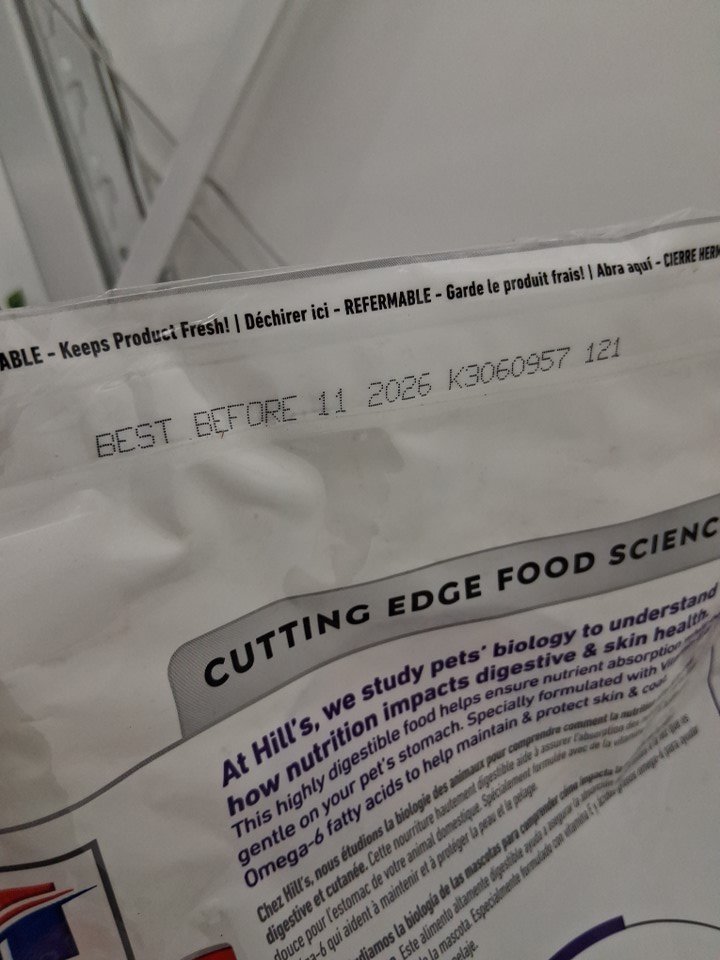 ABLE - Keeps Product Fresh! | Déchirer ici - REFERMABLE - Garde le produit frais! | Abra aquí - CIERRE
BEST BEFORE 11 2026 K3060957 121
CUTTING EDGE FOOD
At Hill's, we study pets' biology to understand
how nutrition impacts digestive & skin health.
This highly digestible food helps ensure nutrient absorption
gentle on your pet's stomach. Specially formulated with
Omega-6 fatty acids to help maintain & protect skin &
Chez Hill's, nous étudions la biologie des animaux pour comprendre comment la
digestive et cutanée. Cette nourriture hautement digestible aide à assurer l'absorption des
douce pour l'estomac de votre animal domestique. Spécialement formulée avec de la
-6 qui aident à maintenir et à protéger la peau et le pelage.
la biologie de las mascotas para comprender cómo impacta
Este alimento altamente digestible ayuda a asegurar la
la mascota. Especialmente formulado con vitamina E
pelaje.